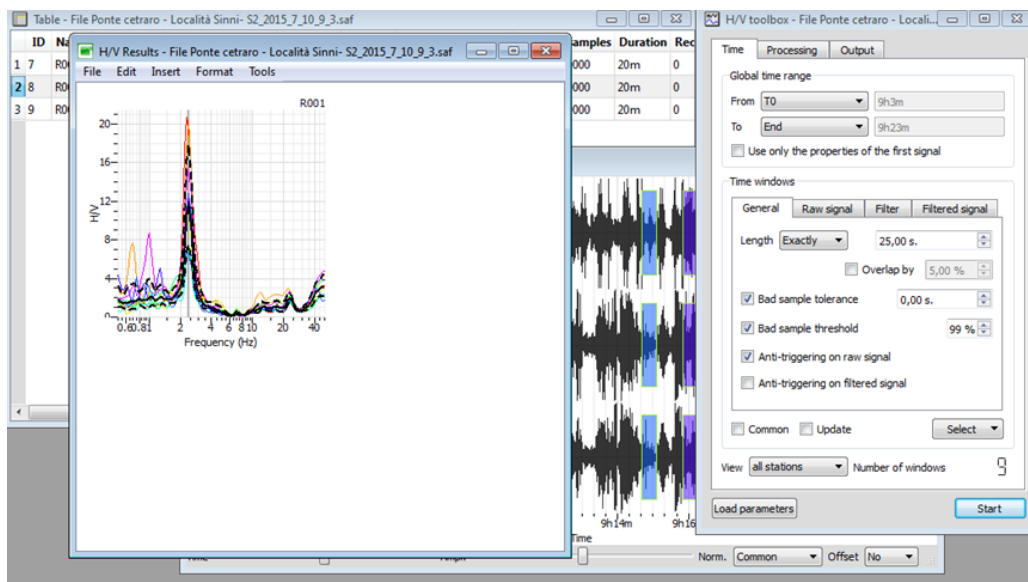 Table - File Ponte cetraro - Località Sinni- S2_2015_7_10_9_3.saf
ID Na
1 7 R00
2 8 R00
3 9 R00
amples Duration Rec
000 20m 0
000 20m 0
000 20m 0
H/V Results - File Ponte cetraro - Località Sinni- S2_2015_7_10_9_3.saf
File Edit Insert Format Tools
R001
20
16
12
8
4
0
H/V
0.6 0.8 1 2 4 6 8 10 20 40
Frequency (Hz)
9h14m 9h16
Time
Norm. Common Offset No
H/V toolbox - File Ponte cetraro - Locali...
Time Processing Output
Global time range
From T0 9h3m
To End 9h23m
Use only the properties of the first signal
Time windows
General Raw signal Filter Filtered signal
Length Exactly 25,00 s.
Overlap by 5,00 %
Bad sample tolerance 0,00 s.
Bad sample threshold 99 %
Anti-triggering on raw signal
Anti-triggering on filtered signal
Common Update Select
View all stations Number of windows 9
Load parameters Start